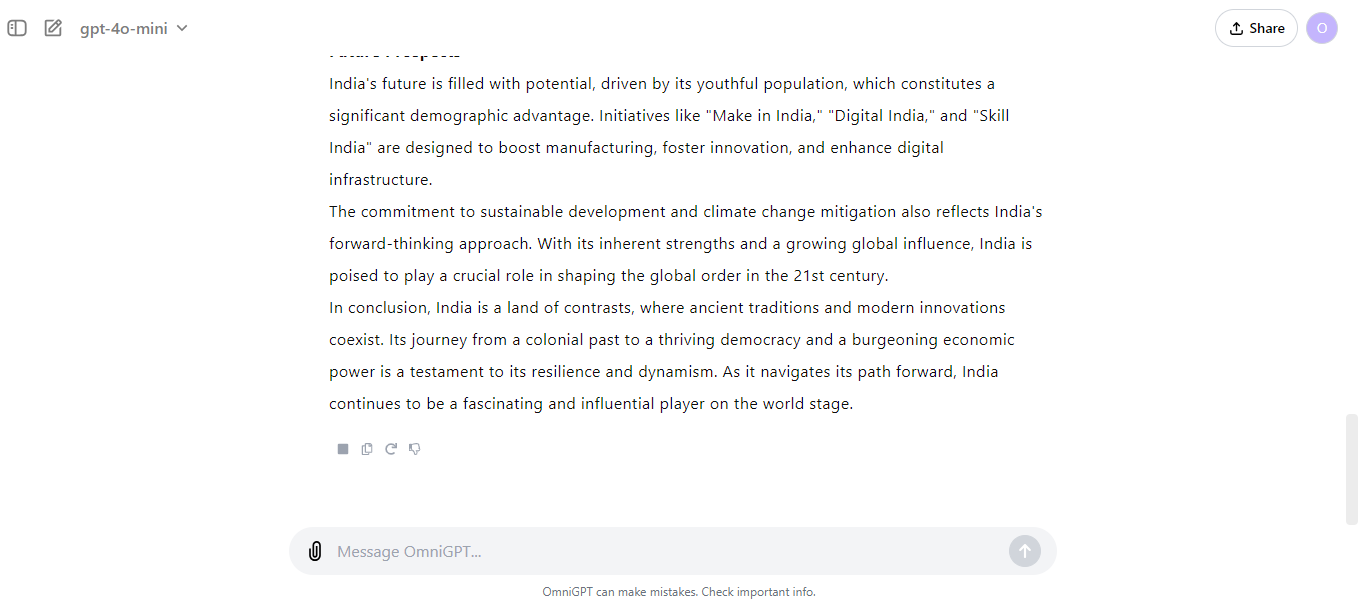 gpt-4o-mini
Share
O
India's future is filled with potential, driven by its youthful population, which constitutes a
significant demographic advantage. Initiatives like "Make in India," "Digital India," and "Skill
India" are designed to boost manufacturing, foster innovation, and enhance digital
infrastructure.
The commitment to sustainable development and climate change mitigation also reflects India's
forward-thinking approach. With its inherent strengths and a growing global influence, India is
poised to play a crucial role in shaping the global order in the 21st century.
In conclusion, India is a land of contrasts, where ancient traditions and modern innovations
coexist. Its journey from a colonial past to a thriving democracy and a burgeoning economic
power is a testament to its resilience and dynamism. As it navigates its path forward, India
continues to be a fascinating and influential player on the world stage.
Message OmniGPT...
OmniGPT can make mistakes. Check important info.